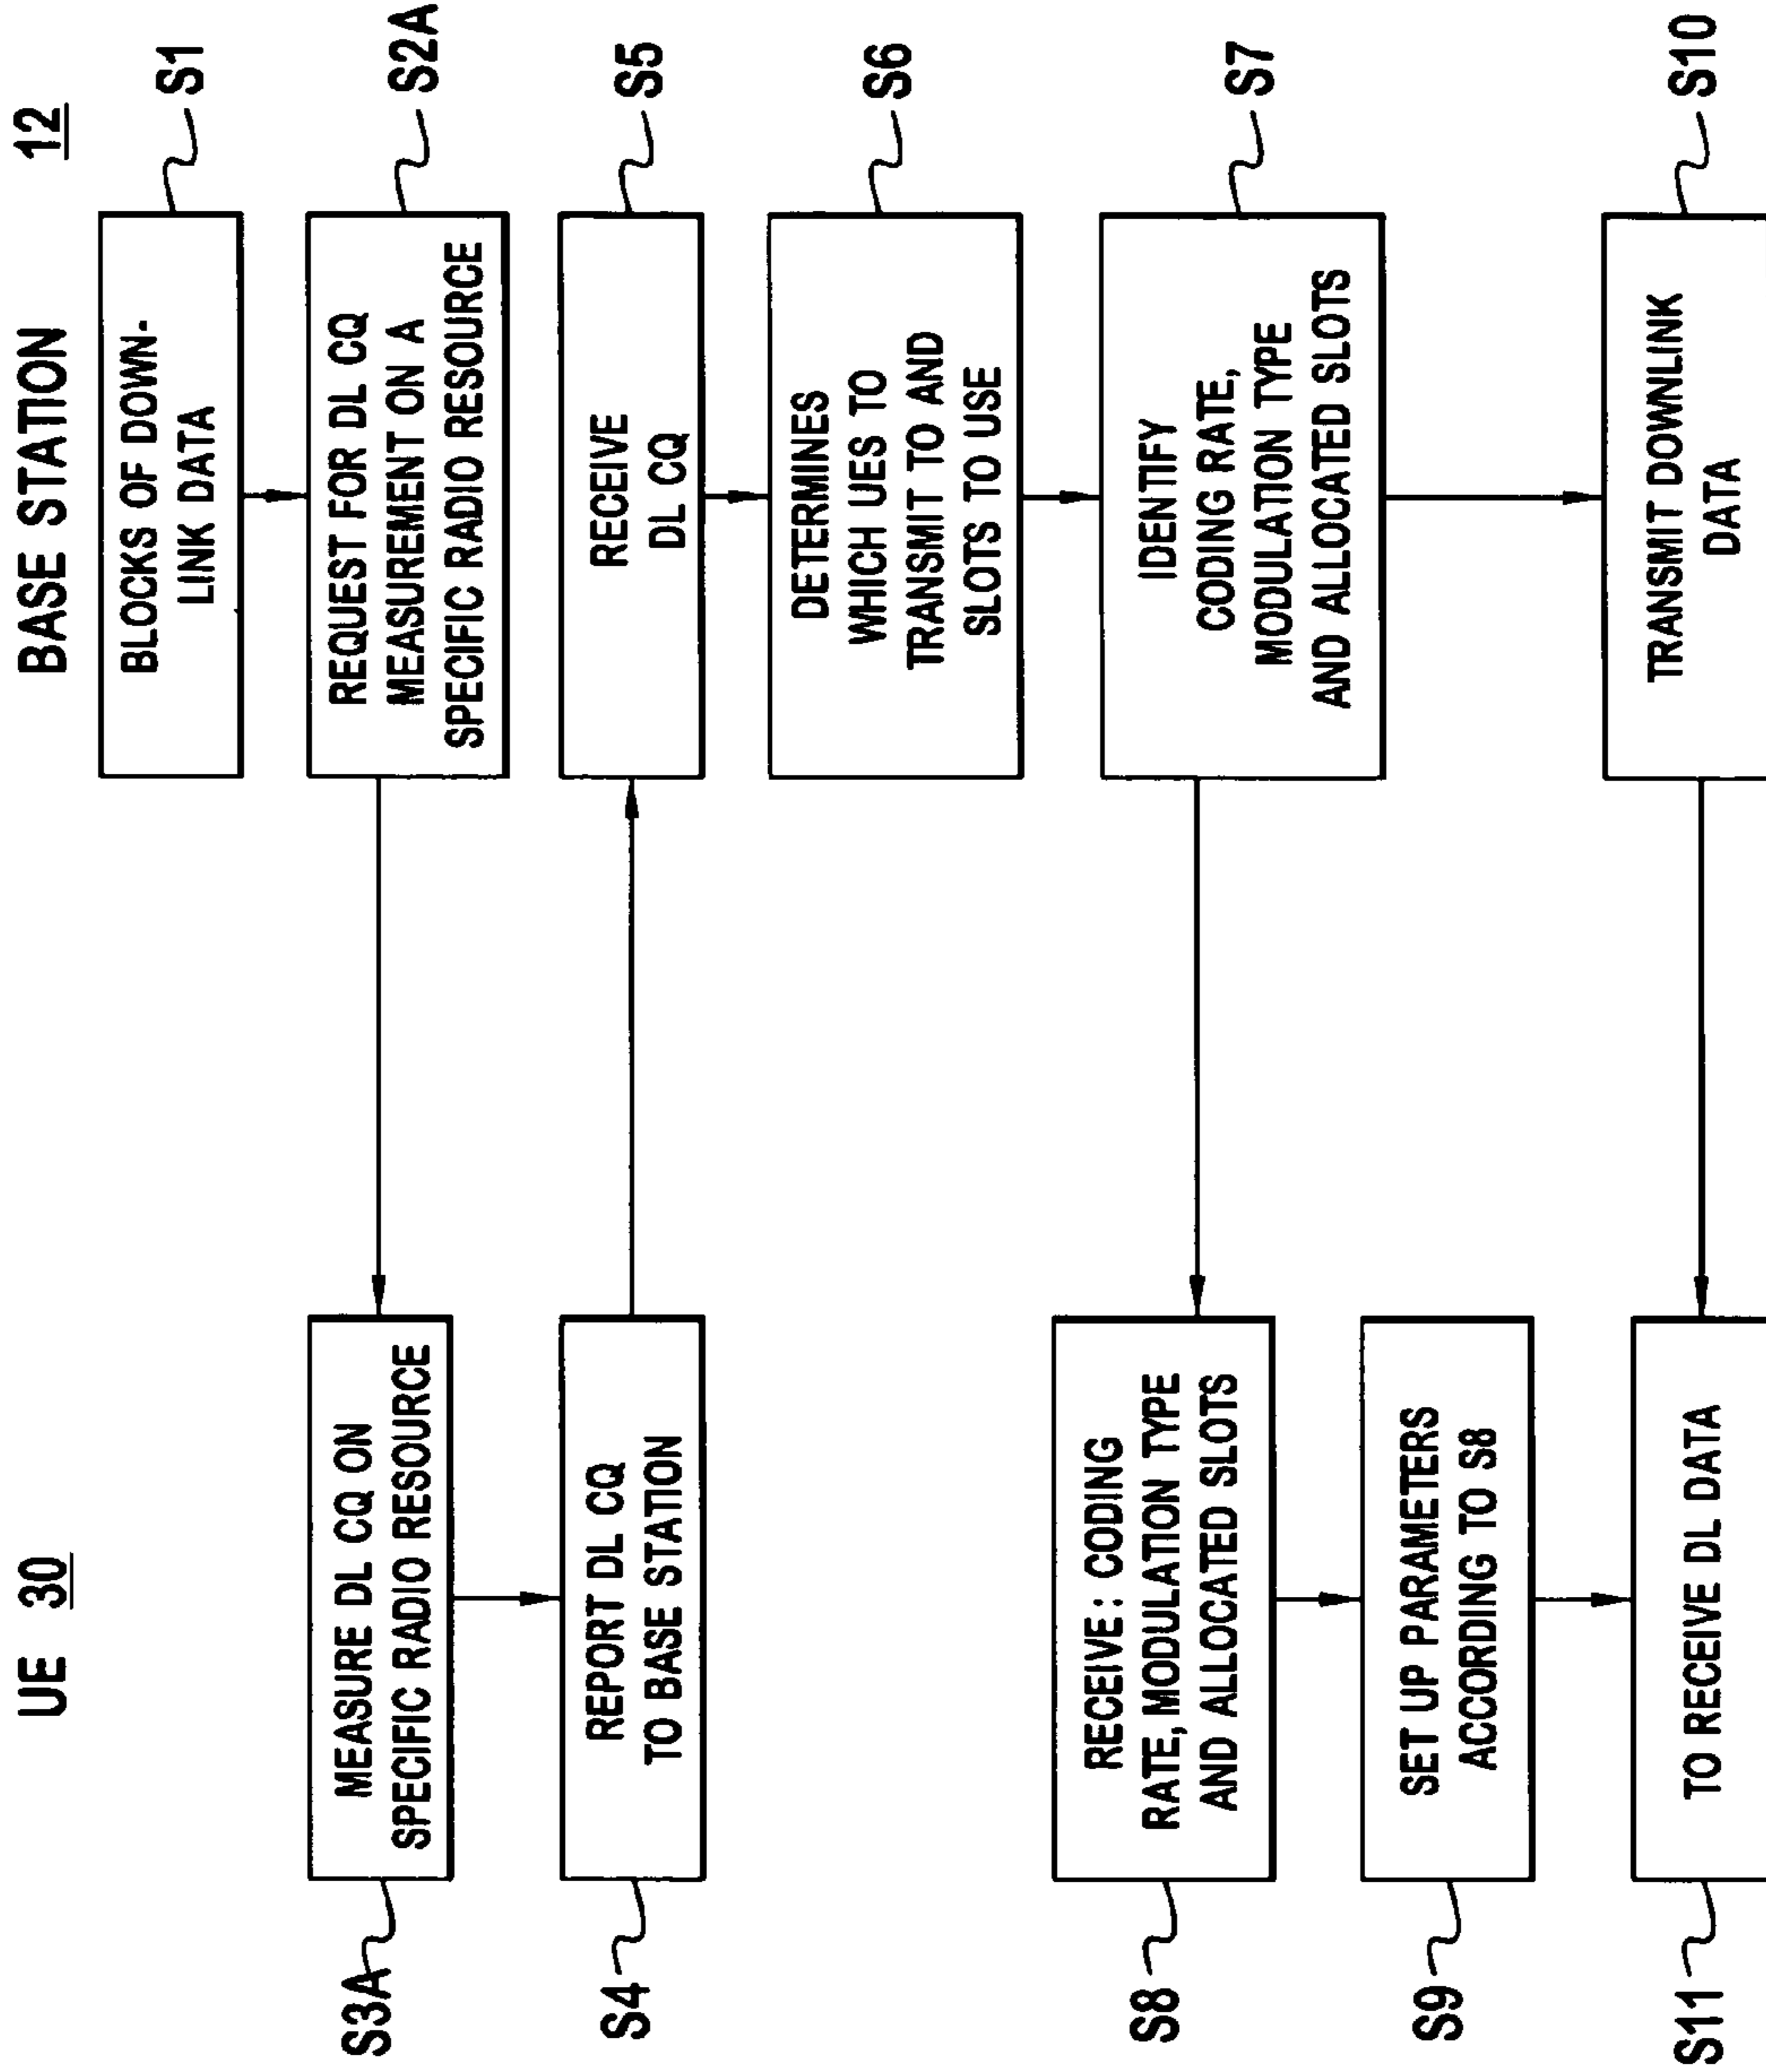 UE 30
BASE STATION 12
BLOCKS OF DOWN-
LINK DATA
S1
REQUEST FOR DL CQ
MEASUREMENT ON A
SPECIFIC RADIO RESOURCE
S2A
S3A
MEASURE DL CQ ON
SPECIFIC RADIO RESOURCE
S4
REPORT DL CQ
TO BASE STATION
RECEIVE
DL CQ
S5
DETERMINES
WHICH UES TO
TRANSMIT TO AND
SLOTS TO USE
S6
IDENTIFY
CODING RATE,
MODULATION TYPE
AND ALLOCATED SLOTS
S7
S8
RECEIVE: CODING
RATE, MODULATION TYPE
AND ALLOCATED SLOTS
S9
SET UP PARAMETERS
ACCORDING TO S8
TRANSMIT DOWNLINK
DATA
S10
S11
TO RECEIVE DL DATA